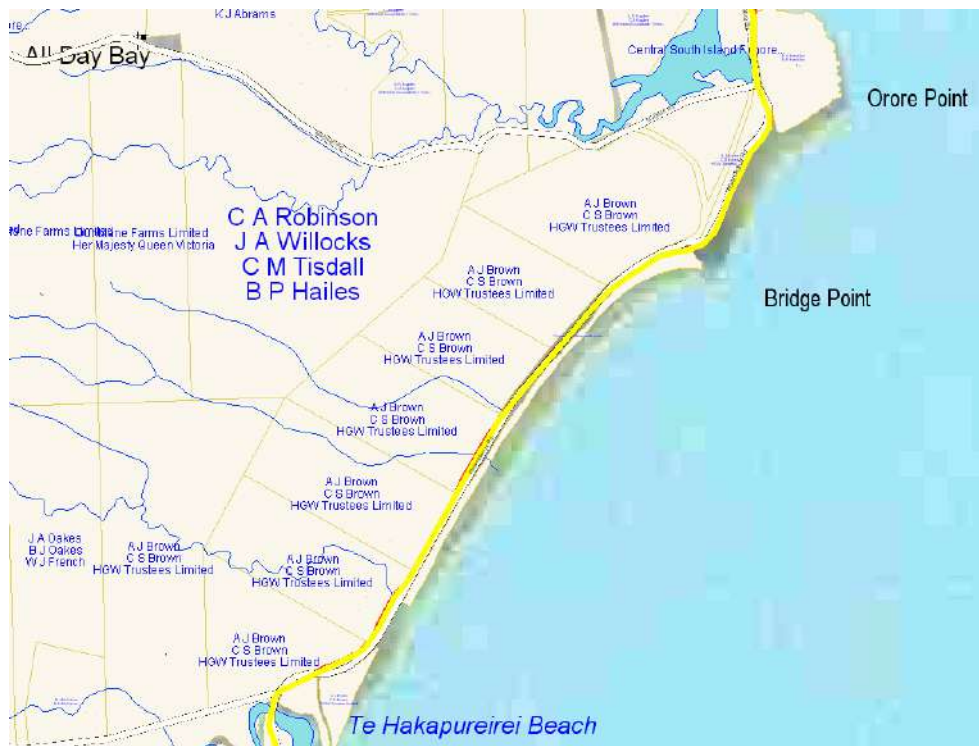 K J Abrams
All Day Bay
Central South Island
Orore Point
A J Brown
C S Brown
HGW Trustees Limited
C A Robinson
J A Willocks
C M Tisdall
B P Hailes
Farms Limited
Her Majesty Queen Victoria
A J Brown
C S Brown
HGW Trustees Limited
Bridge Point
A J Brown
C S Brown
HGW Trustees Limited
A J Brown
C S Brown
HGW Trustees Limited
A J Brown
C S Brown
HGW Trustees Limited
J A Oakes
B J Oakes
W J French
A J Brown
C S Brown
HGW Trustees Limited
A J Brown
C S Brown
HGW Trustees Limited
A J Brown
C S Brown
HGW Trustees Limited
Te Hakapureirei Beach